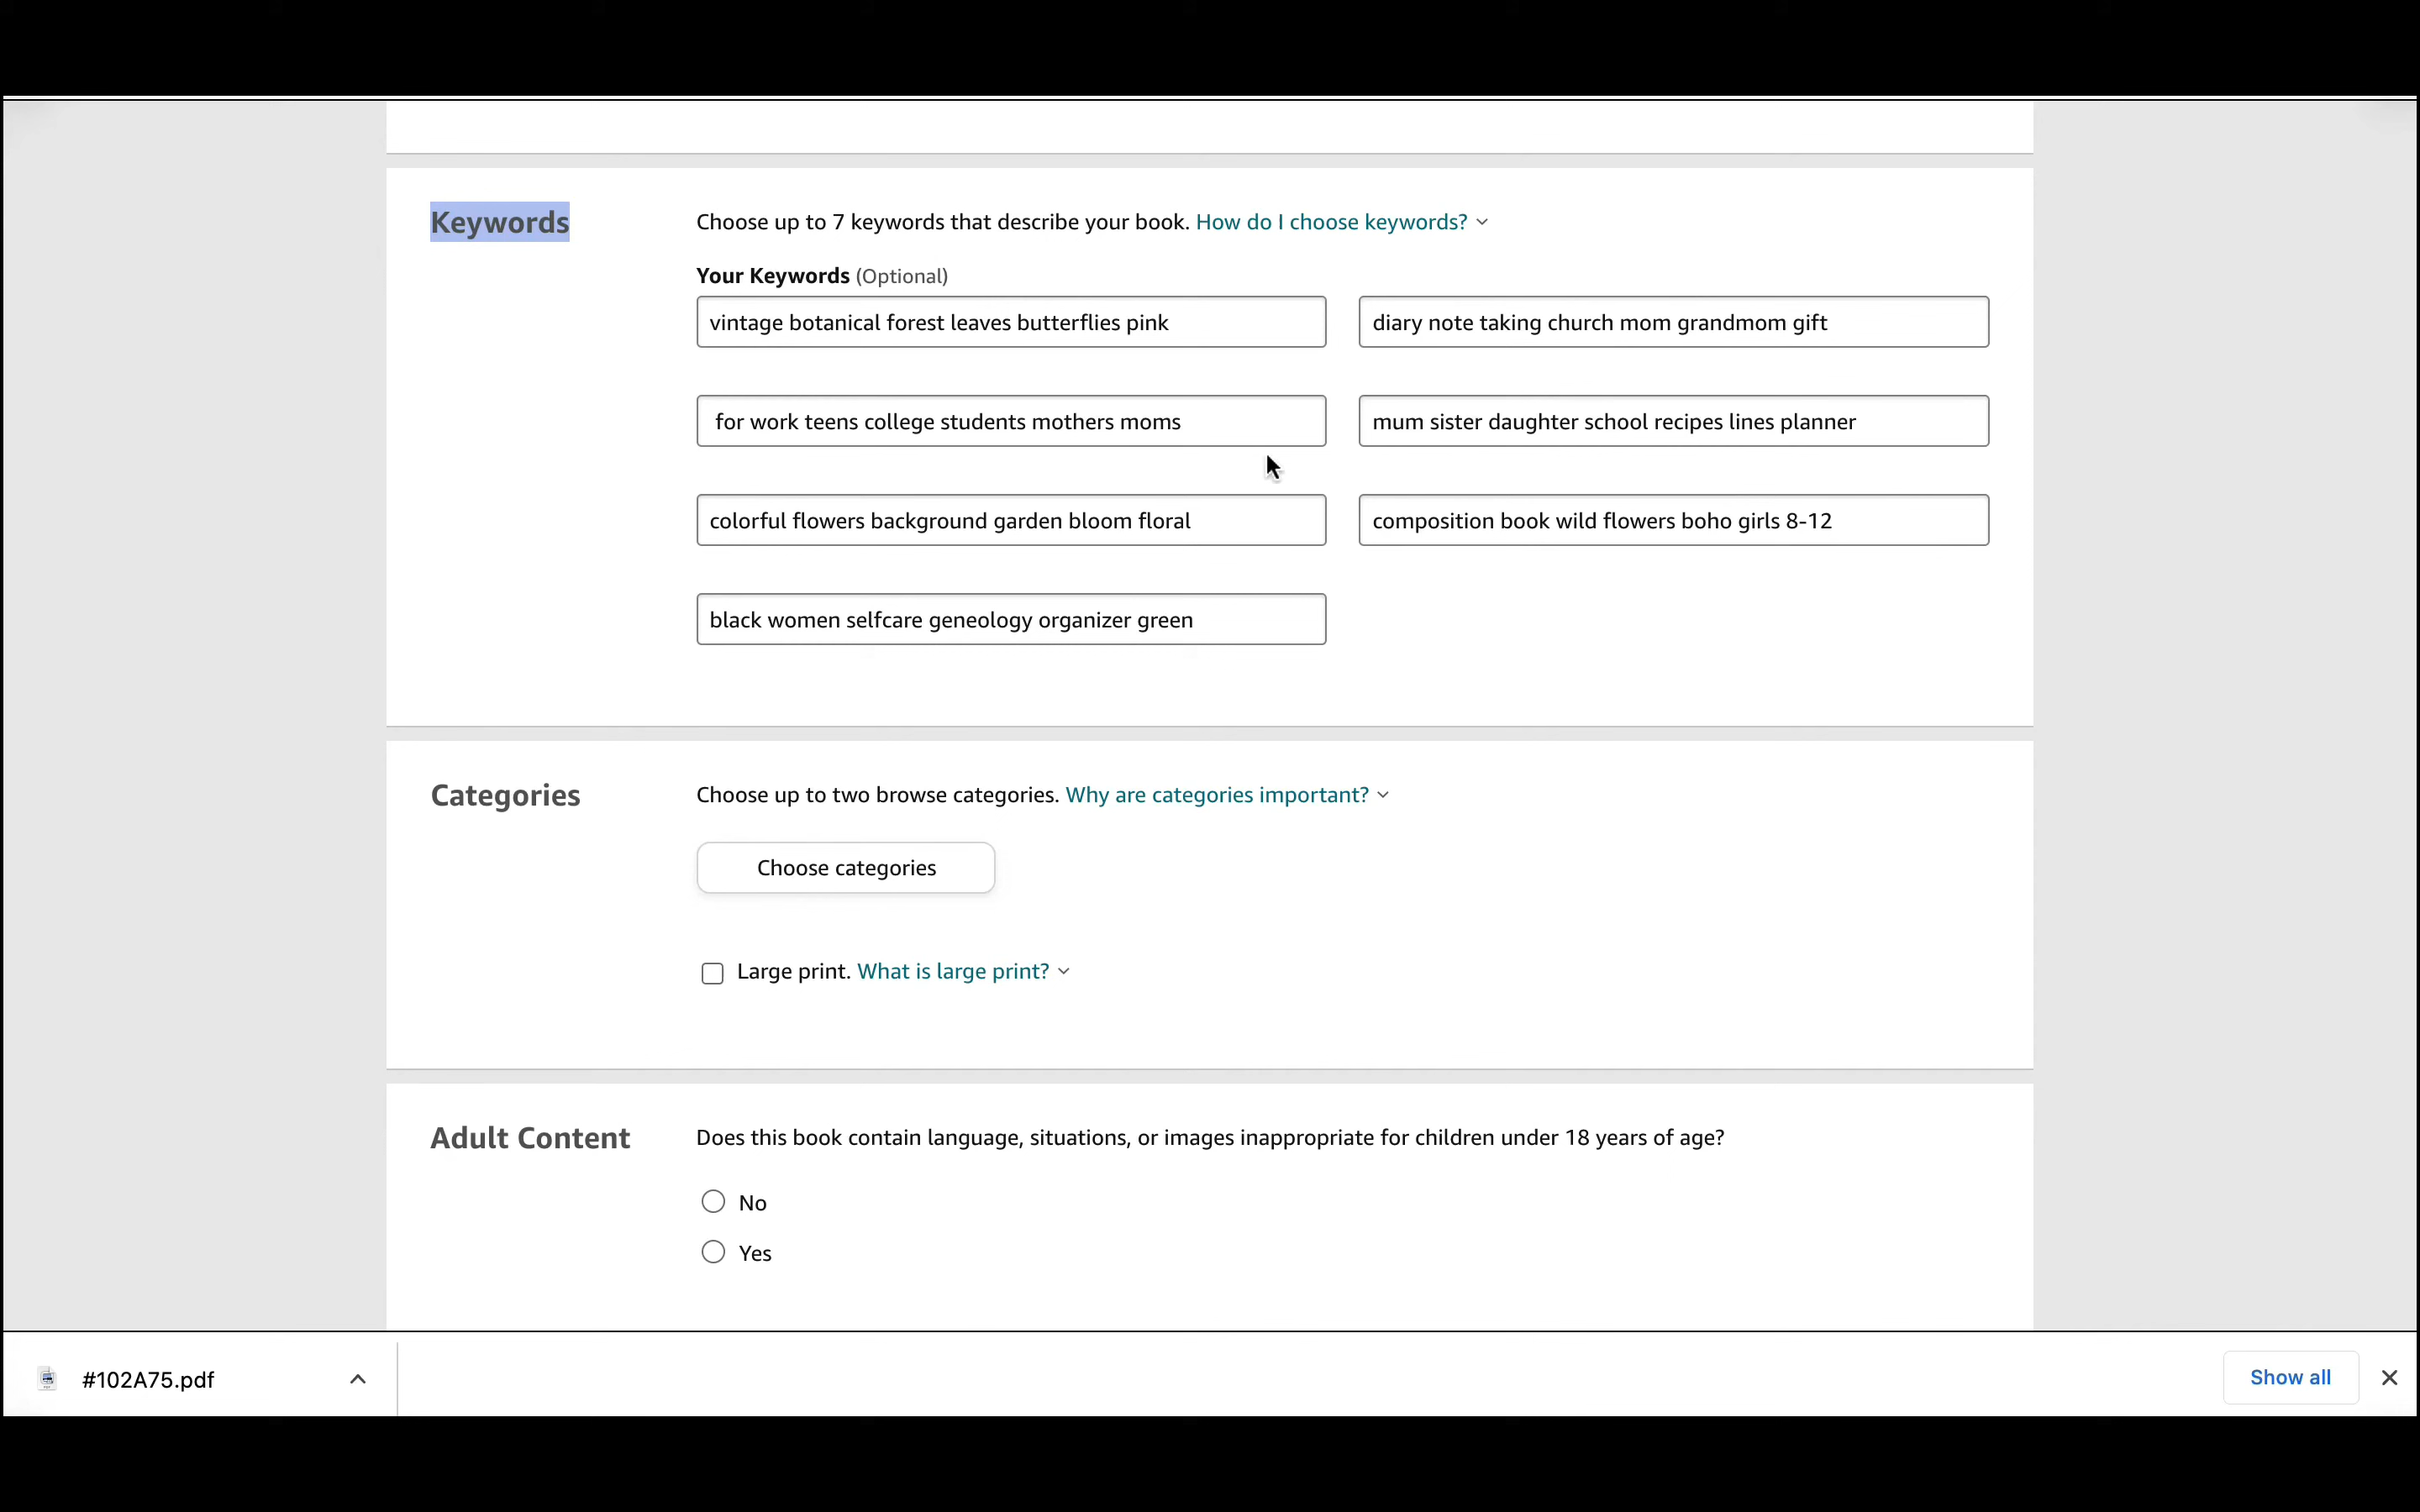 Keywords
Choose up to 7 keywords that describe your book. How do I choose keywords?
Your Keywords (Optional)
vintage botanical forest leaves butterflies pink
diary note taking church mom grandmom gift
for work teens college students mothers moms
mum sister daughter school recipes lines planner
colorful flowers background garden bloom floral
composition book wild flowers boho girls 8-12
black women selfcare geneology organizer green
Categories
Choose up to two browse categories. Why are categories important?
Choose categories
Large print. What is large print?
Adult Content
Does this book contain language, situations, or images inappropriate for children under 18 years of age?
No
Yes
#102A75.pdf
Show all